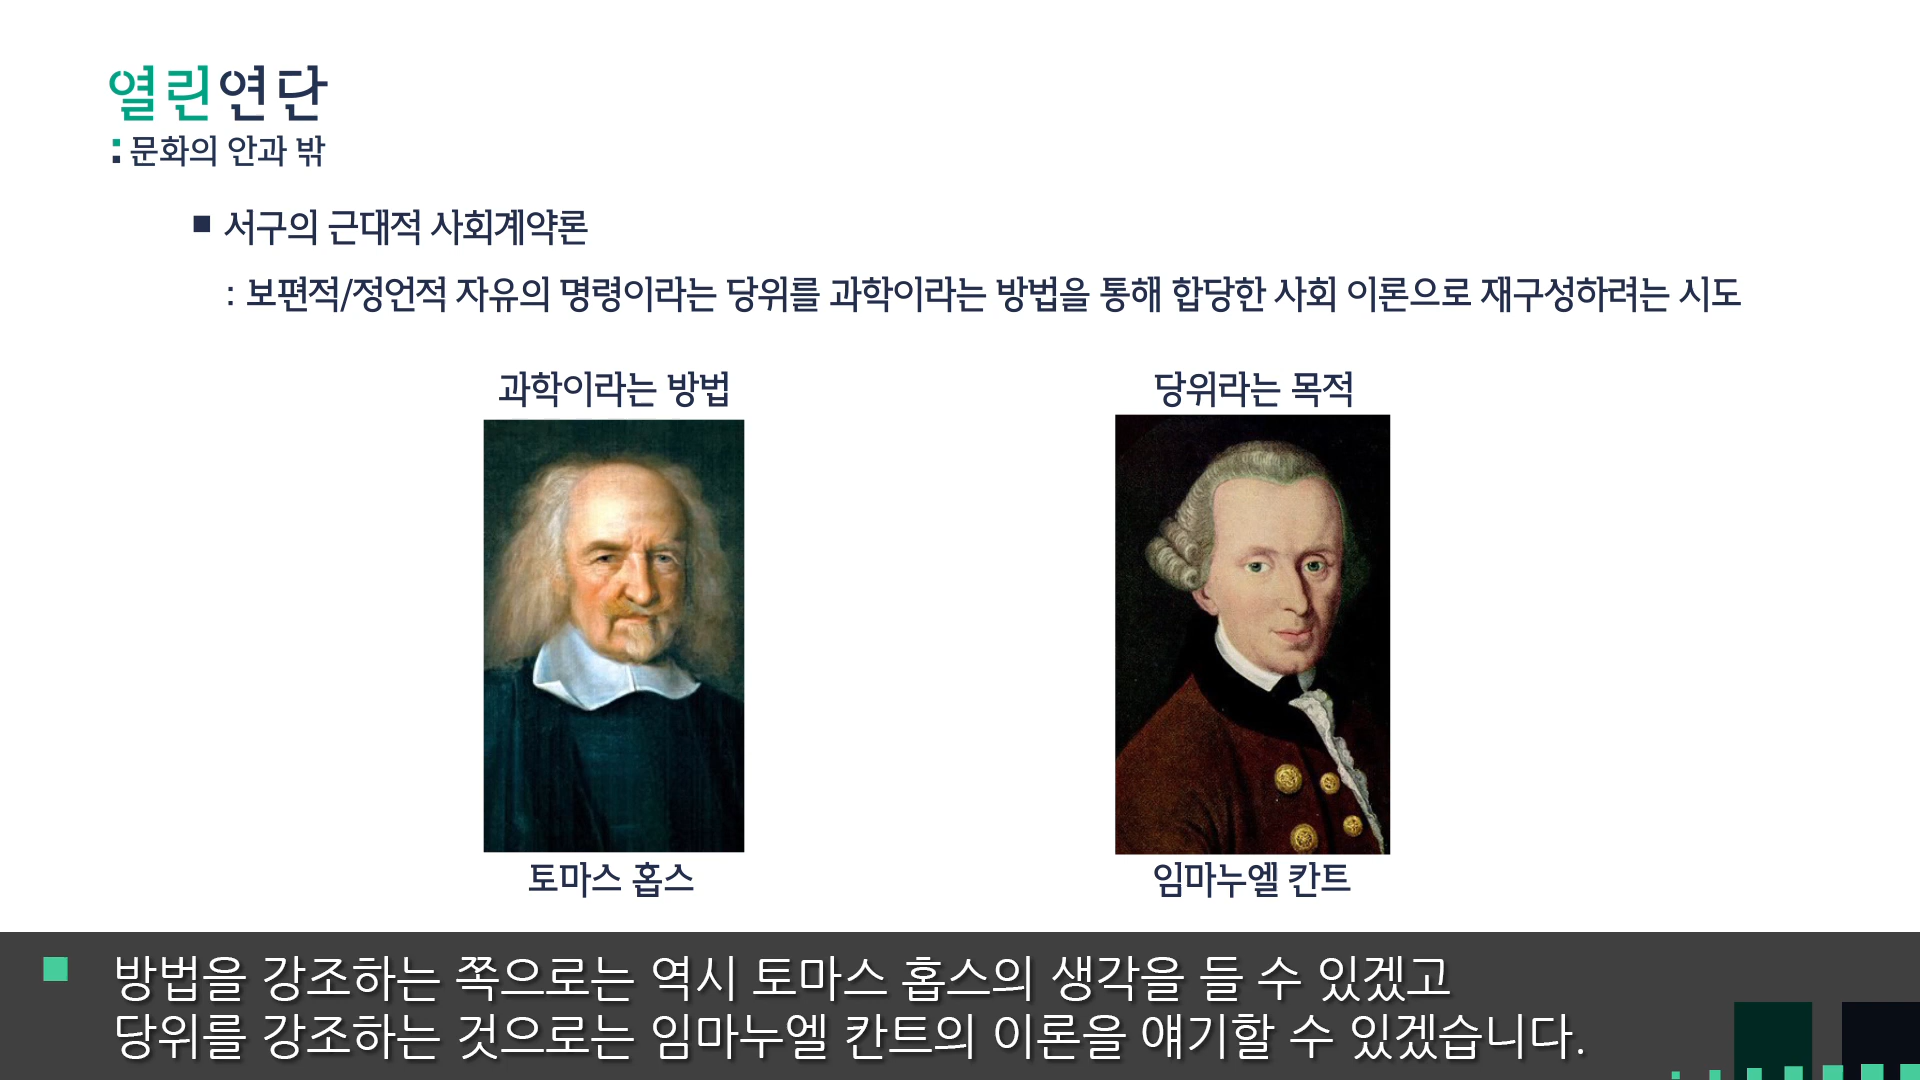 열린연단
: 문화의 안과 밖
■ 서구의 근대적 사회계약론
: 보편적/정언적 자유의 명령이라는 당위를 과학이라는 방법을 통해 합당한 사회 이론으로 재구성하려는 시도
과학이라는 방법
당위라는 목적
토마스 홉스
임마누엘 칸트
방법을 강조하는 쪽으로는 역시 토마스 홉스의 생각을 들 수 있겠고
당위를 강조하는 것으로는 임마누엘 칸트의 이론을 얘기할 수 있겠습니다.